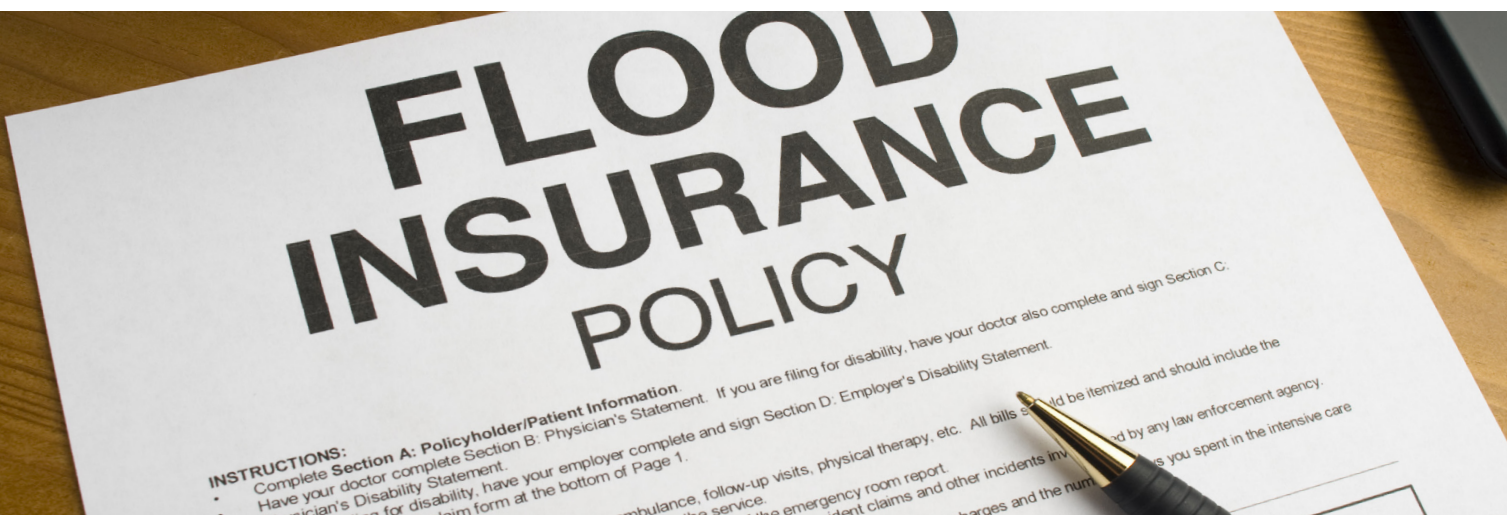 FLOOD
INSURANCE
POLICY
INSTRUCTIONS:
Complete Section A: Policyholder/Patient Information.
Have your doctor complete Section B: Physician's Statement. If you are filing for disability, have your doctor also complete and sign Section C:
Disability Statement.
for disability, have your employer complete and sign Section D: Employer's Disability Statement.
form at the bottom of Page 1.
follow-up visits, physical therapy, etc. All bills be itemized and should include the
the service.
the emergency room report.
claims and other incidents by any law enforcement agency.
and the you spent in the intensive care